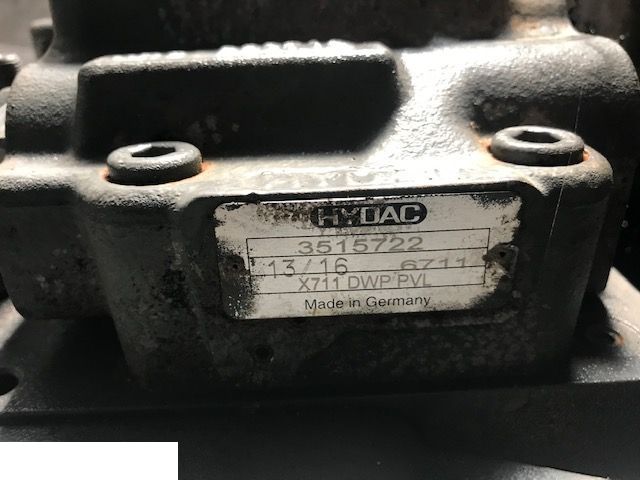 HYDAC
3515722
13/16 6711
X711 DWP PVL
Made in Germany